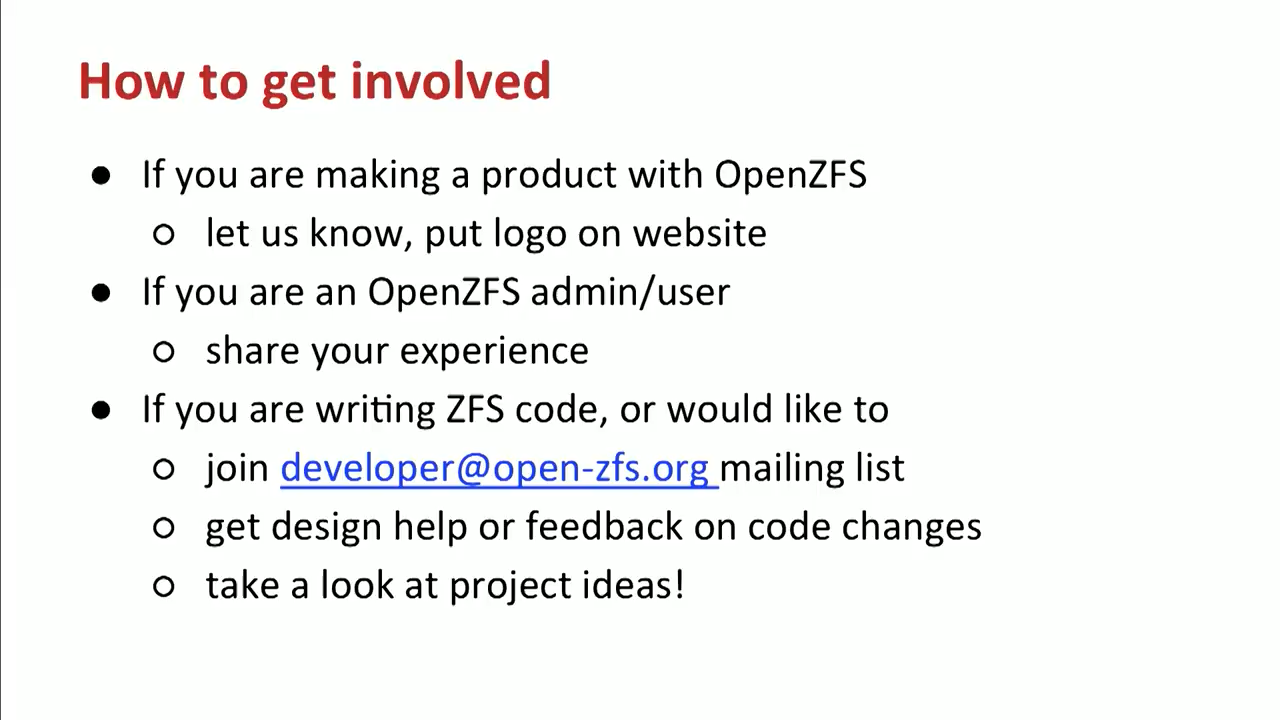 How to get involved
● If you are making a product with OpenZFS
○ let us know, put logo on website
● If you are an OpenZFS admin/user
○ share your experience
● If you are writing ZFS code, or would like to
○ join developer@open-zfs.org mailing list
○ get design help or feedback on code changes
○ take a look at project ideas!